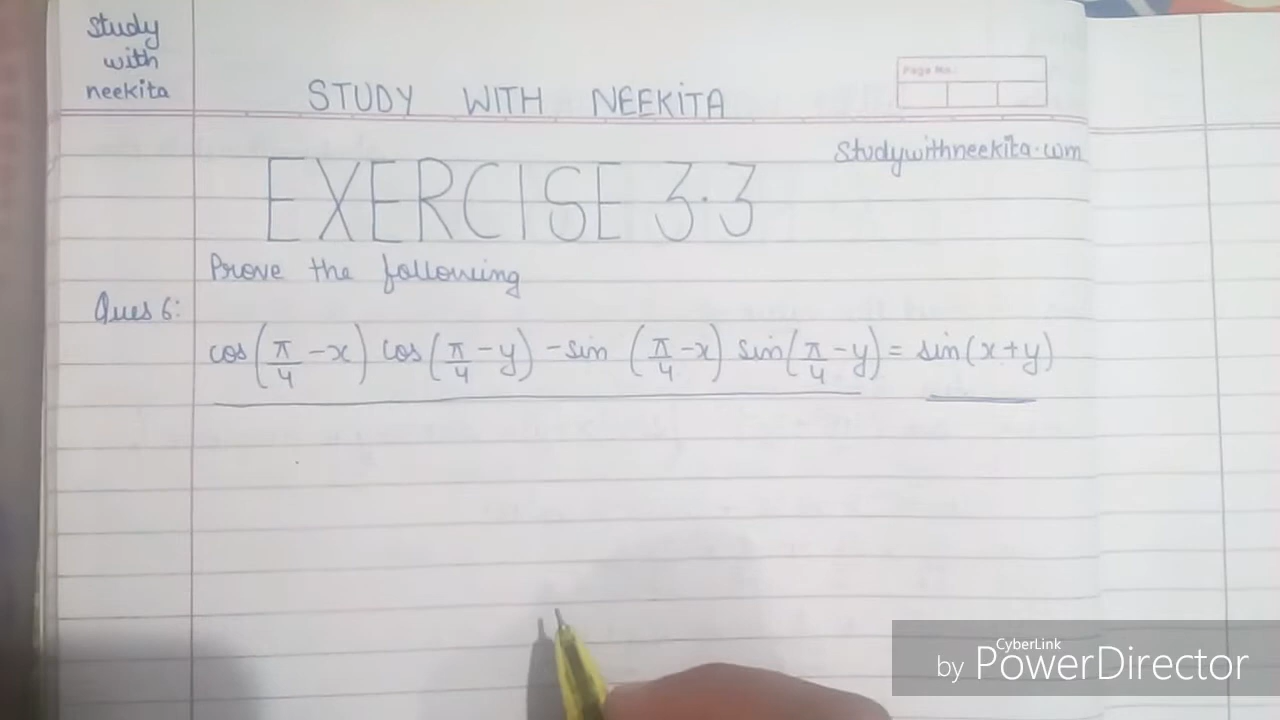 study
with
neekita
STUDY WITH NEEKITA
Page No.:
studywithneekita.com
EXERCISE 3.3
Prove the following
Ques 6:
cos(π/4 - x) cos(π/4 - y) - sin (π/4 - x) sin(π/4 - y) = sin(x+y)
CyberLink
by PowerDirector